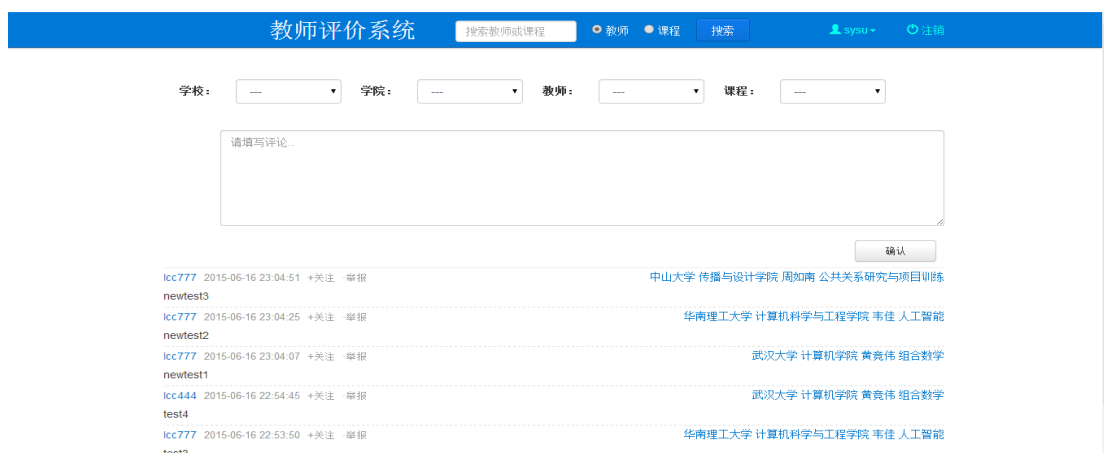 教师评价系统 搜索教师或课程 教师 课程 搜索 sysu 注销
学校： --- 学院： --- 教师： --- 课程： ---
请填写评论..
确认
lcc777 2015-06-16 23:04:51 +关注 ·举报 中山大学 传播与设计学院 周如南 公共关系研究与项目训练
newtest3
lcc777 2015-06-16 23:04:25 +关注 ·举报 华南理工大学 计算机科学与工程学院 韦佳 人工智能
newtest2
lcc777 2015-06-16 23:04:07 +关注 ·举报 武汉大学 计算机学院 黄竞伟 组合数学
newtest1
lcc444 2015-06-16 22:54:45 +关注 ·举报 武汉大学 计算机学院 黄竞伟 组合数学
test4
lcc777 2015-06-16 22:53:50 +关注 ·举报 华南理工大学 计算机科学与工程学院 韦佳 人工智能